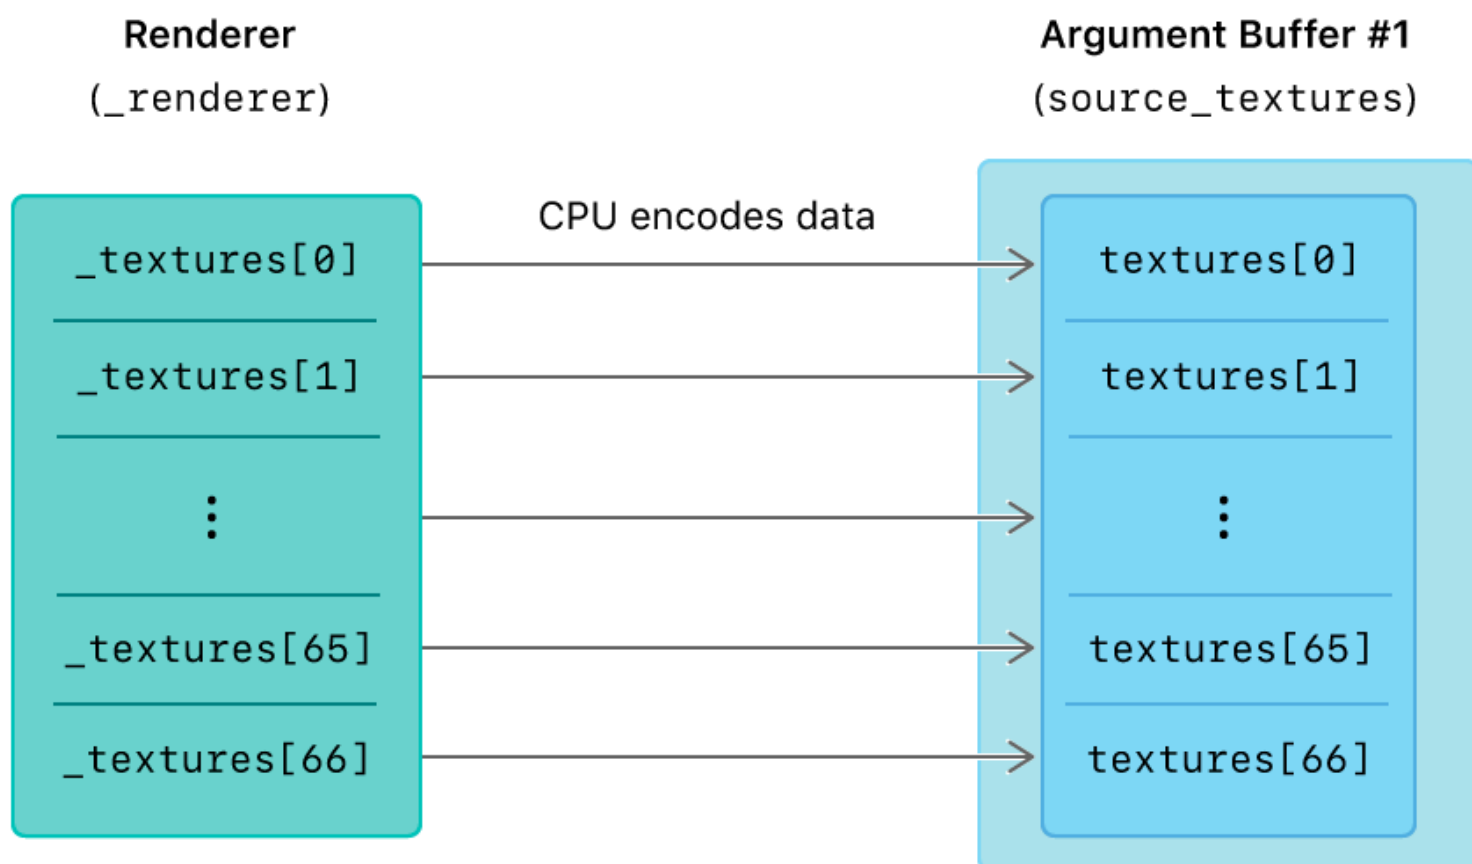 Renderer
(_renderer)
Argument Buffer #1
(source_textures)
CPU encodes data
_textures[0]
textures[0]
_textures[1]
textures[1]
⋮
⋮
_textures[65]
textures[65]
_textures[66]
textures[66]